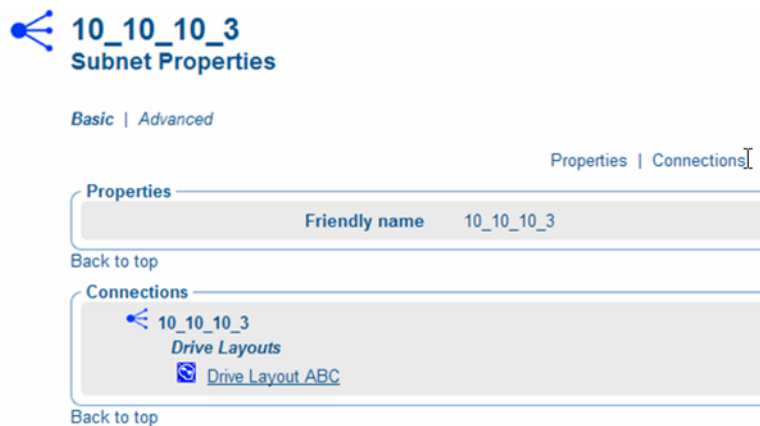 10_10_10_3
Subnet Properties
Basic | Advanced
Properties | Connections
Properties
Friendly name 10_10_10_3
Back to top
Connections
10_10_10_3
Drive Layouts
Drive Layout ABC
Back to top